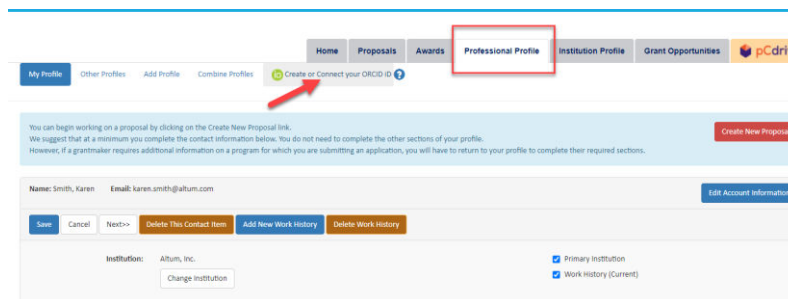 Home Proposals Awards Professional Profile Institution Profile Grant Opportunities pCdri
My Profile Other Profiles Add Profile Combine Profiles iD Create or Connect your ORCID iD ?
You can begin working on a proposal by clicking on the Create New Proposal link.
We suggest that at a minimum you complete the contact information below. You do not need to complete the other sections of your profile.
However, if a grantmaker requires additional information on a program for which you are submitting an application, you will have to return to your profile to complete their required sections.
Create New Proposa
Name: Smith, Karen Email: karen.smith@altum.com
Edit Account Information
Save Cancel Next>> Delete This Contact Item Add New Work History Delete Work History
Institution: Altum, Inc.
Change Institution
Primary Institution
Work History (Current)